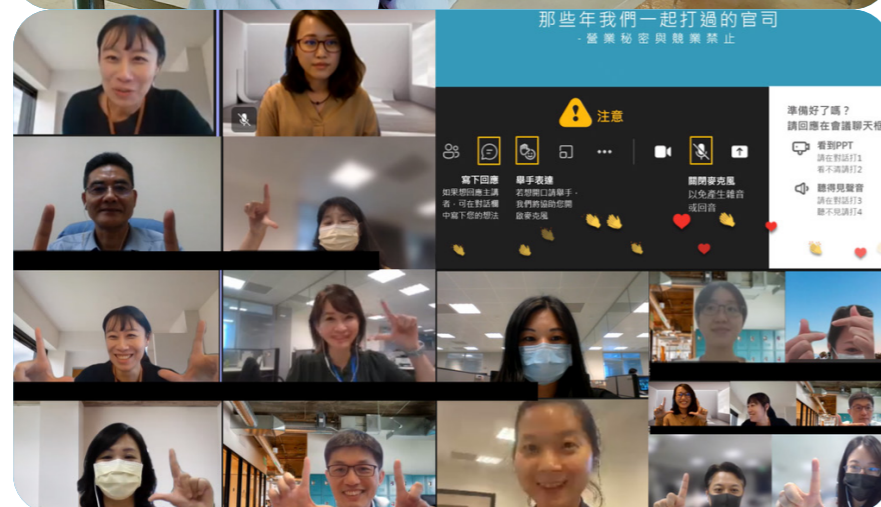 那些年我們一起打過的官司
·營業秘密與競業禁止
注意
寫下回應
如果想回應主講
者，可在對話欄
中寫下您的想法
舉手表達
若想開口請舉手，
我們將協助您開
啟麥克風
關閉麥克風
以免產生雜音
或回音
準備好了嗎？
請回應在會議聊天框
看到PPT
請在對話打1
看不清請打2
聽得見聲音
請在對話打3
聽不見請打4